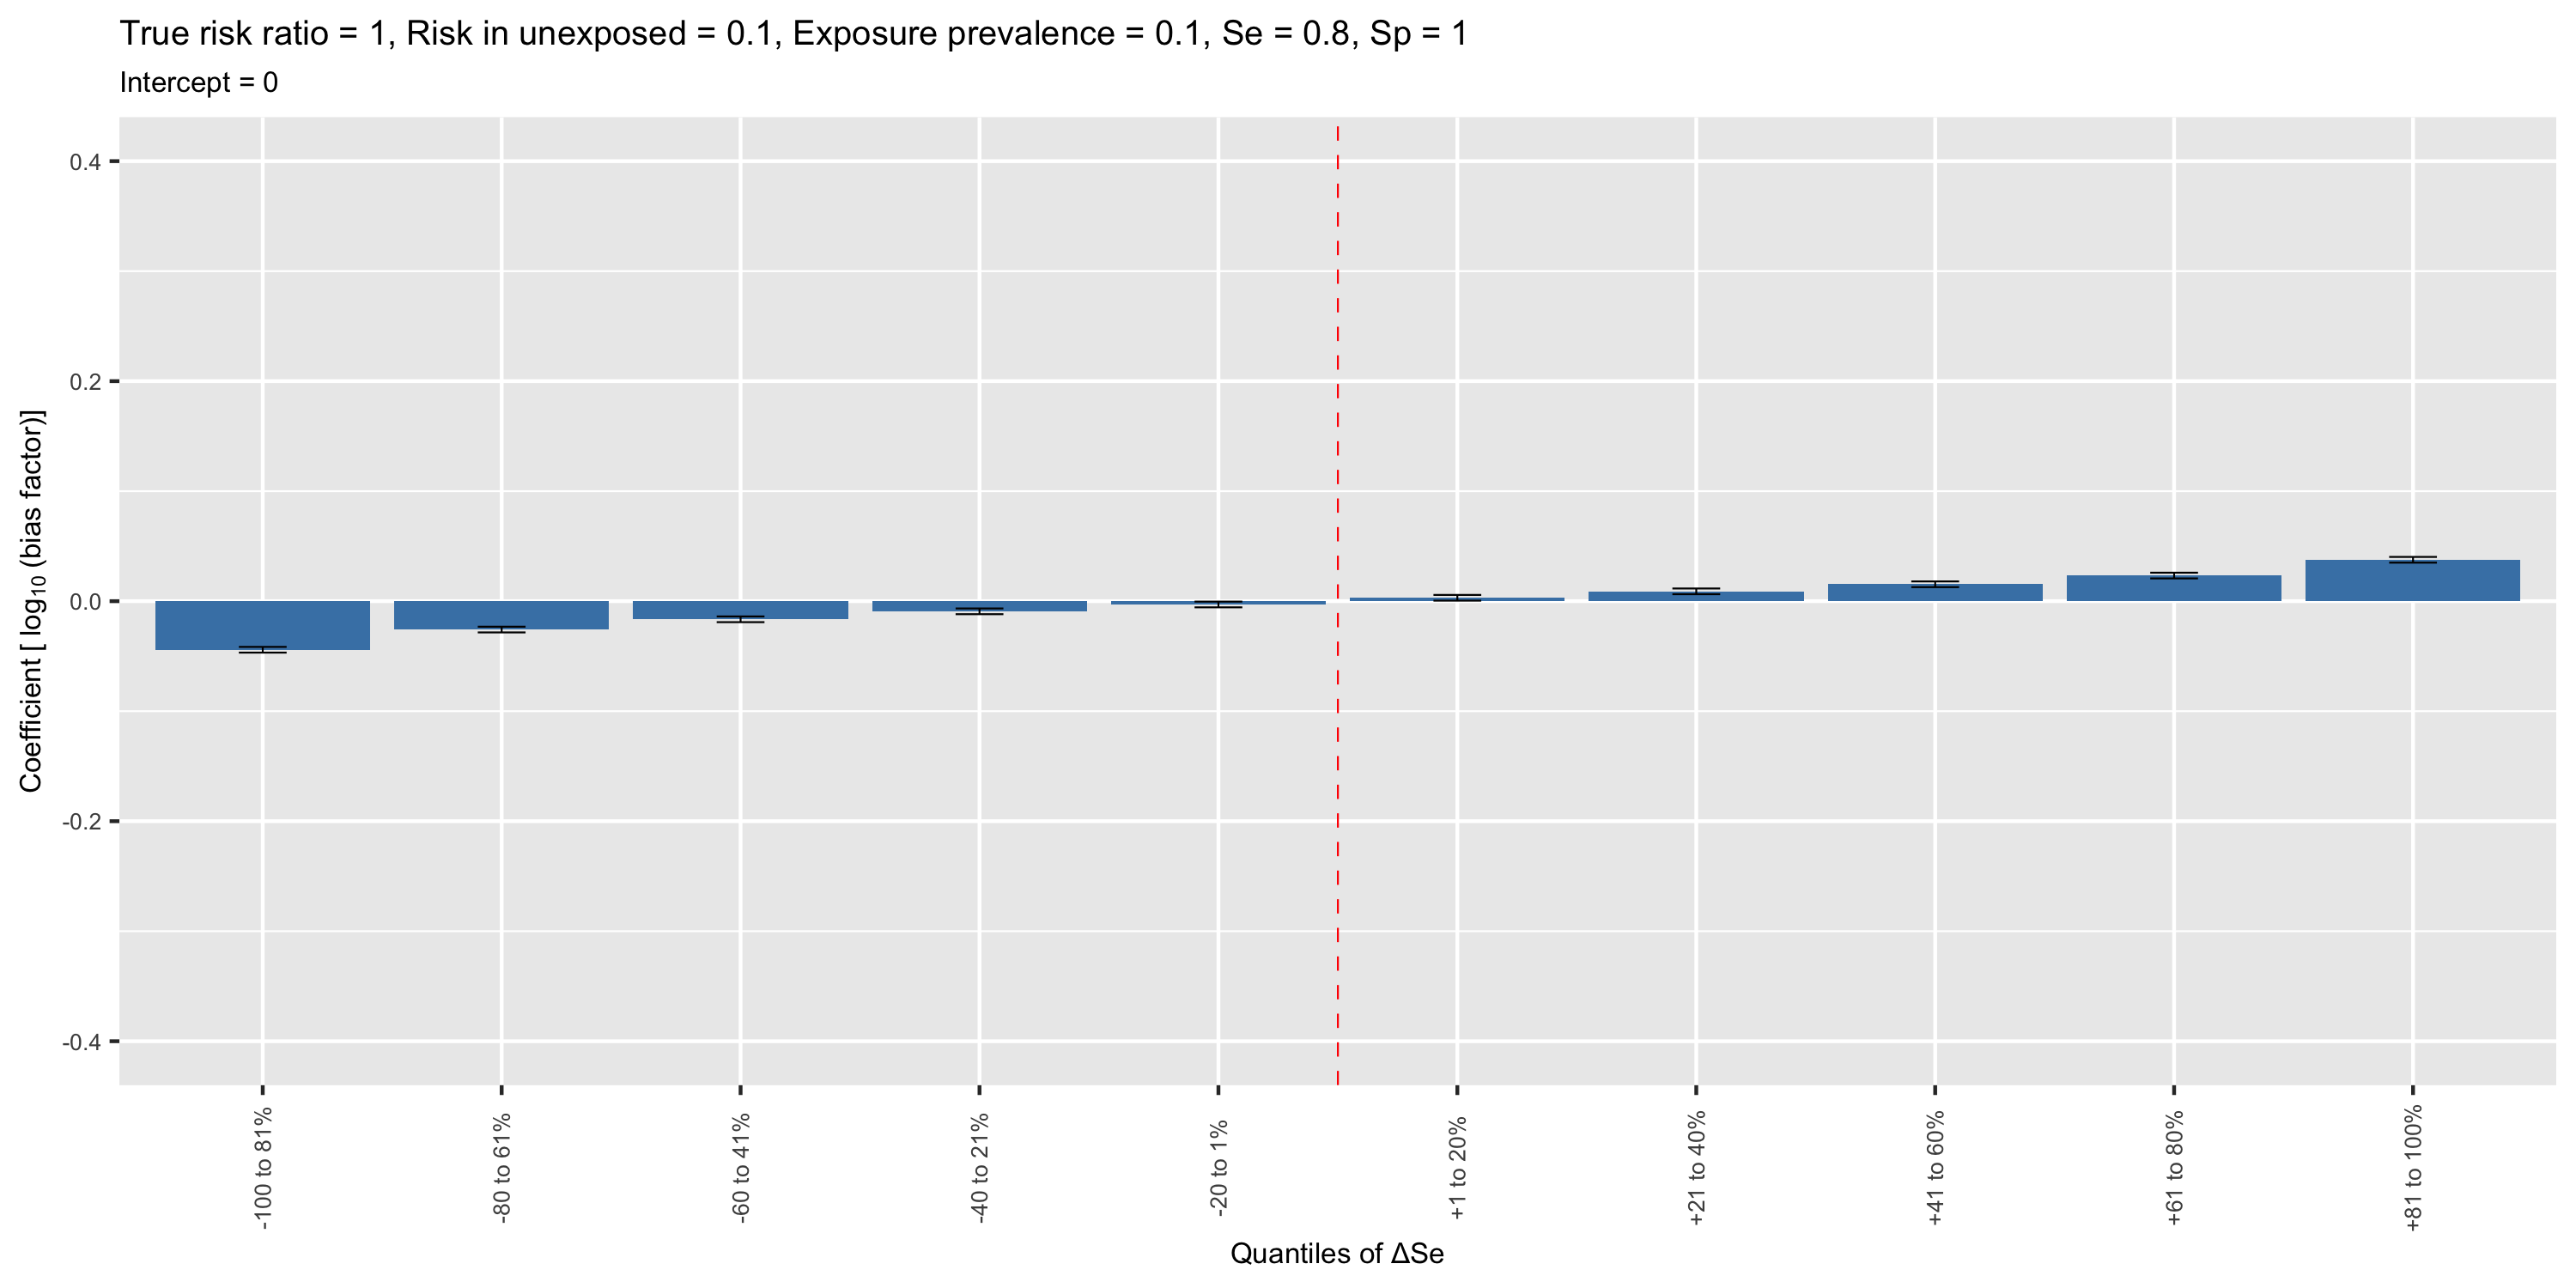 True risk ratio = 1, Risk in unexposed = 0.1, Exposure prevalence = 0.1, Se = 0.8, Sp = 1
Intercept = 0
Coefficient [ log₁₀ (bias factor)]
0.4
0.2
0.0
-0.2
-0.4
-100 to 81%
-80 to 61%
-60 to 41%
-40 to 21%
-20 to 1%
+1 to 20%
+21 to 40%
+41 to 60%
+61 to 80%
+81 to 100%
Quantiles of ΔSe